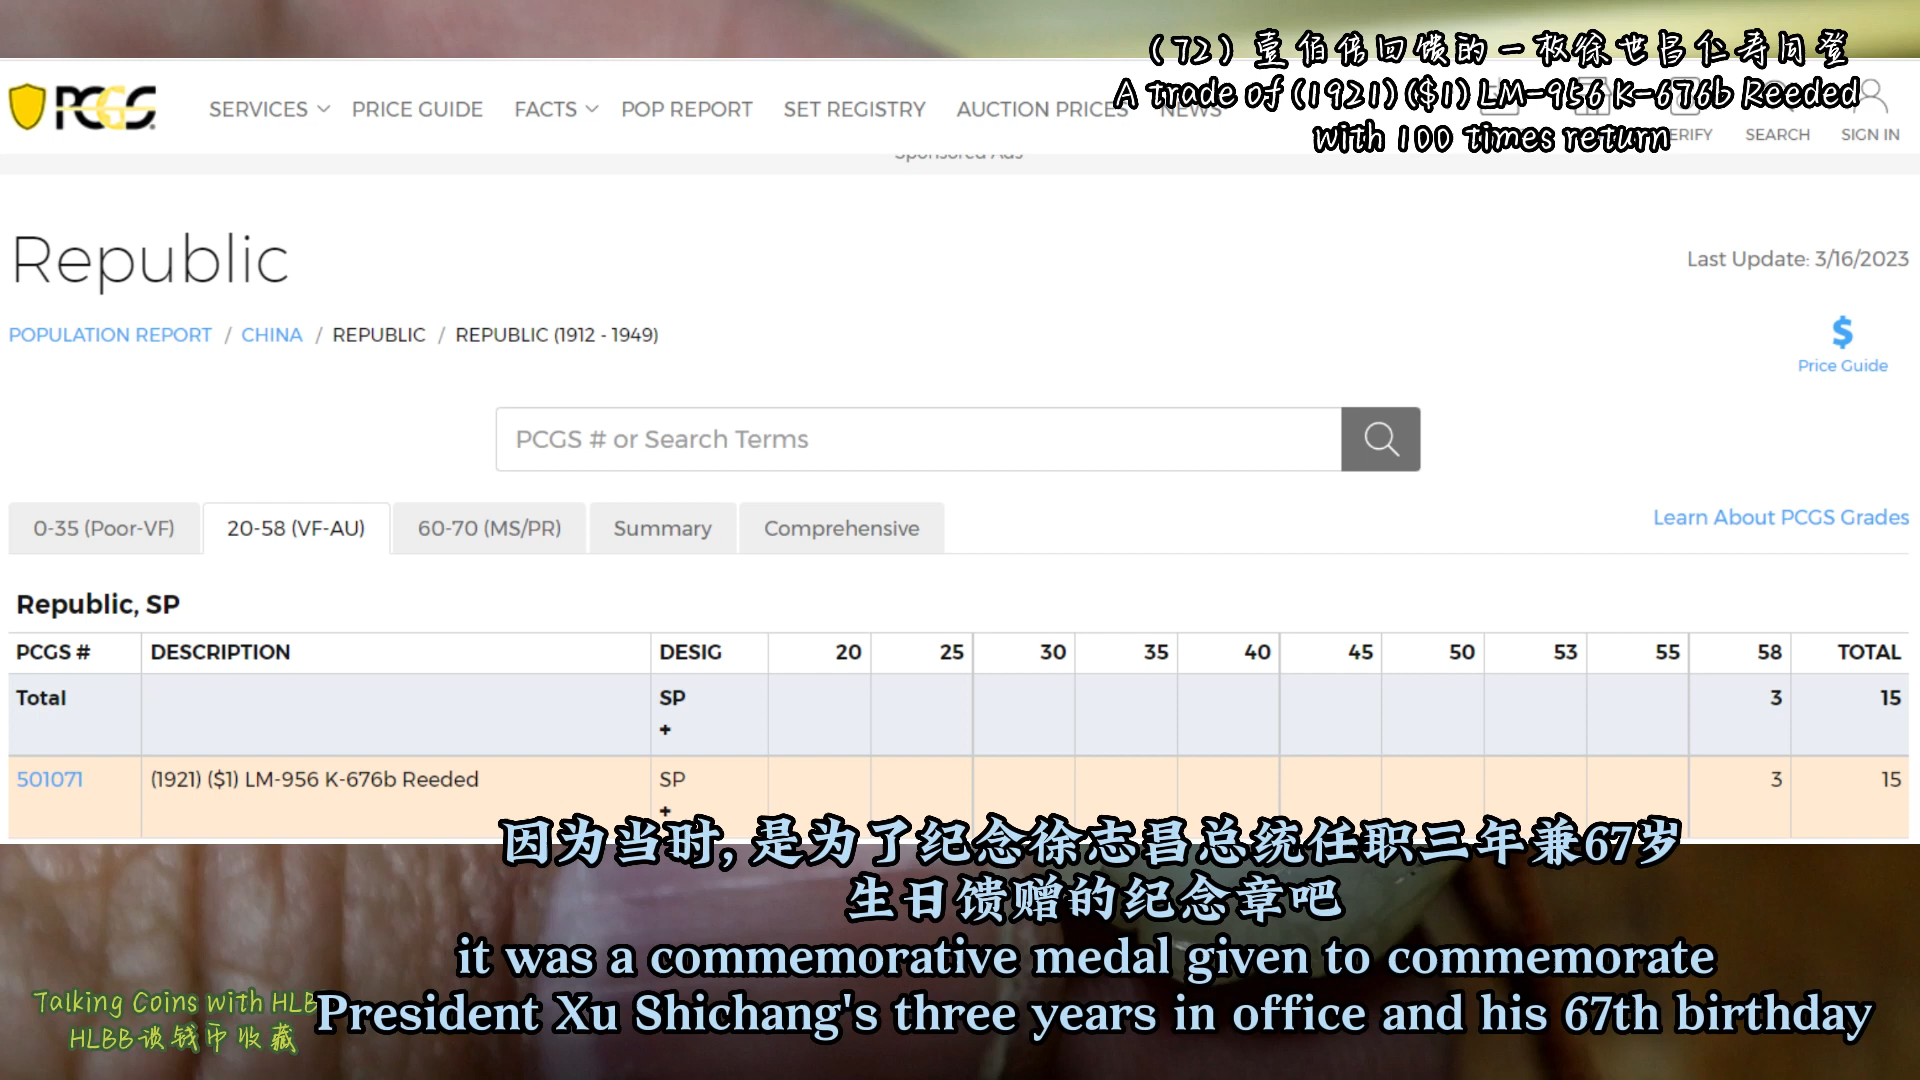 （72）壹佰倍回馈的一枚徐世昌仁寿同登
A trade of (1921) ($1) LM-956 K-676b Reeded
with 100 times return
PCGS
SERVICES
PRICE GUIDE
FACTS
POP REPORT
SET REGISTRY
AUCTION PRICES
NEWS
ERIFY
SEARCH
SIGN IN
Sponsored Ads
Republic
Last Update: 3/16/2023
POPULATION REPORT / CHINA / REPUBLIC / REPUBLIC (1912 - 1949)
$
Price Guide
PCGS # or Search Terms
0-35 (Poor-VF)
20-58 (VF-AU)
60-70 (MS/PR)
Summary
Comprehensive
Learn About PCGS Grades
Republic, SP
PCGS # DESCRIPTION DESIG 20 25 30 35 40 45 50 53 55 58 TOTAL
Total SP 3 15
+
501071 (1921) ($1) LM-956 K-676b Reeded SP 3 15
+
因为当时, 是为了纪念徐志昌总统任职三年兼67岁
生日馈赠的纪念章吧
it was a commemorative medal given to commemorate
President Xu Shichang's three years in office and his 67th birthday
Talking Coins with HLB
HLBB谈钱币收藏